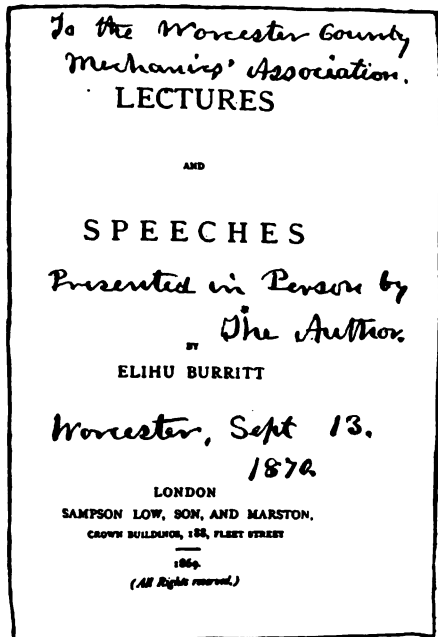 To the Worcester County
Mechanics' Association.
LECTURES
AND
SPEECHES
Presented in Person by
The Author.
BY
ELIHU BURRITT
Worcester, Sept 13.
1870.
LONDON
SAMPSON LOW, SON, AND MARSTON,
CROWN BUILDINGS, 188, FLEET STREET
1869.
(All Rights reserved.)